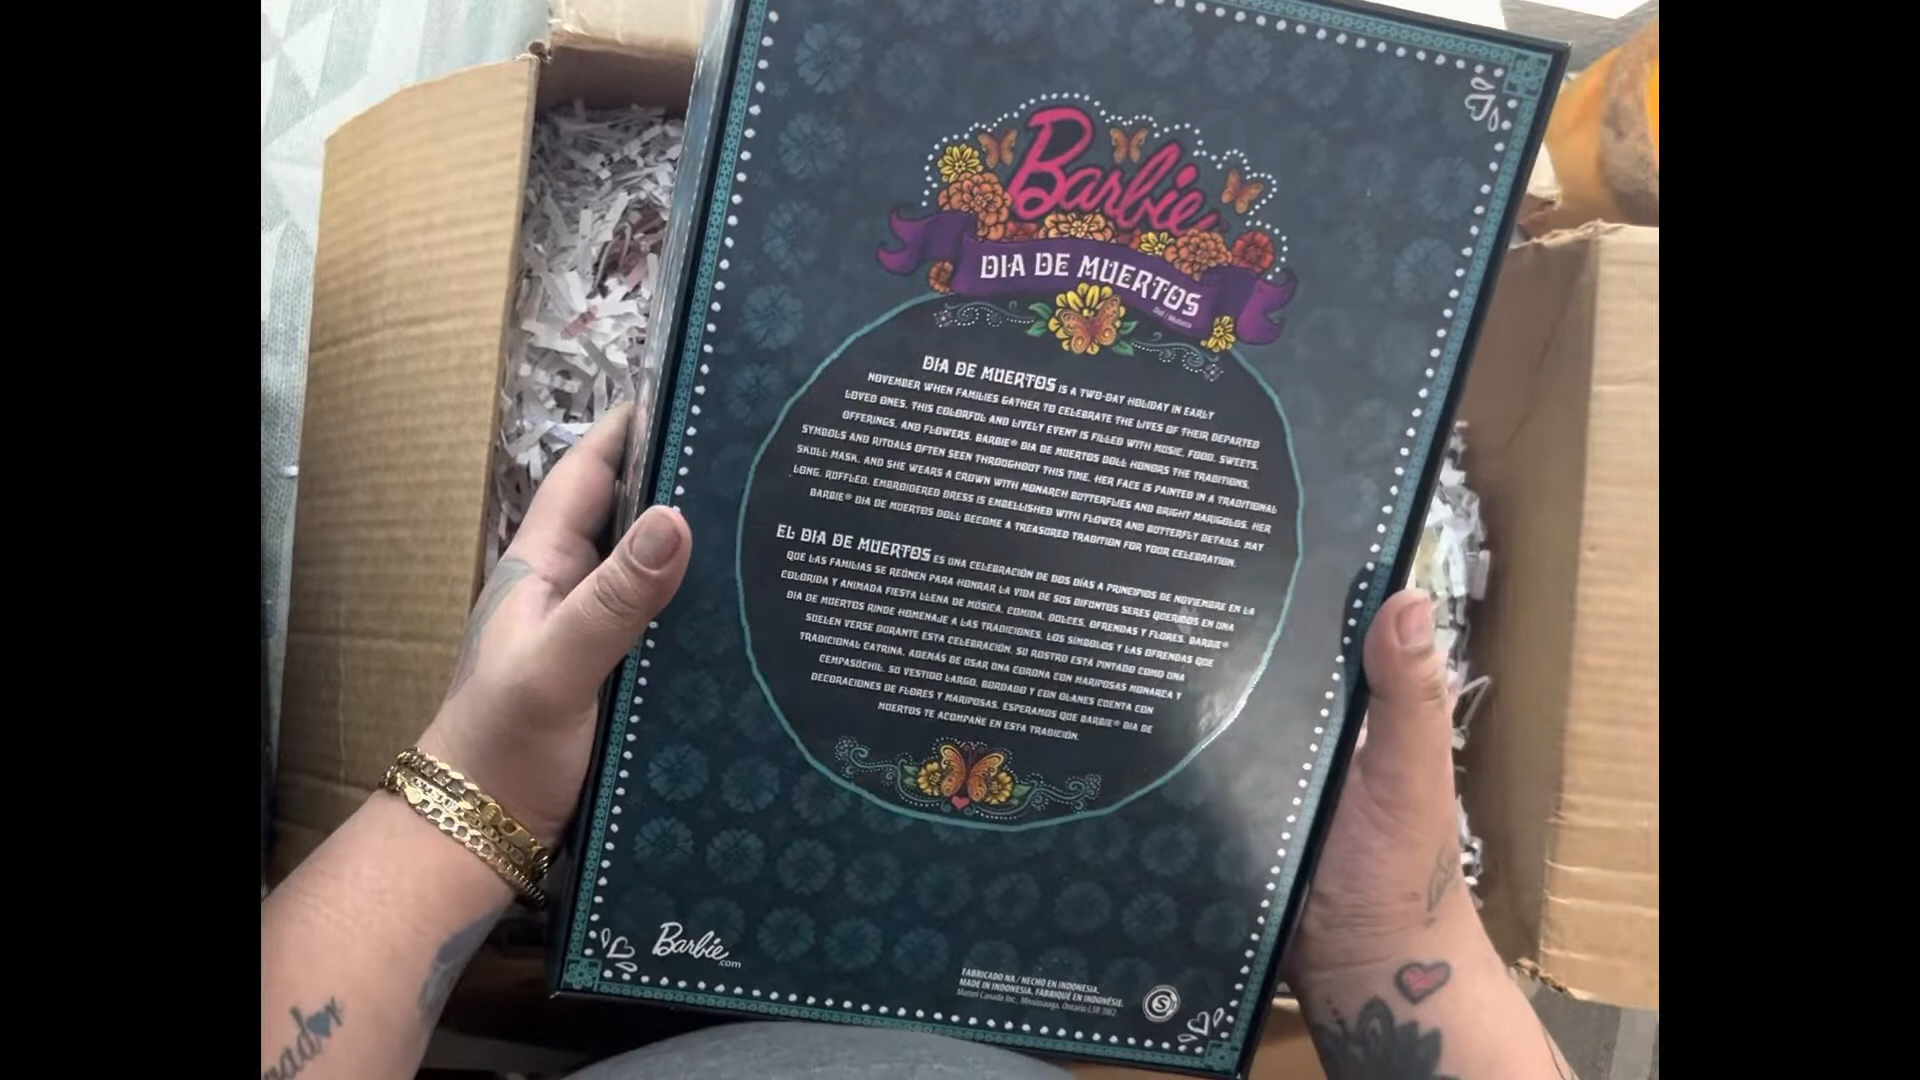 Barbie
DIA DE MUERTOS
Doll / Muñeca
DIA DE MUERTOS IS A TWO-DAY HOLIDAY IN EARLY
NOVEMBER WHEN FAMILIES GATHER TO CELEBRATE THE LIVES OF THEIR DEPARTED
LOVED ONES. THIS COLORFUL AND LIVELY EVENT IS FILLED WITH MUSIC, FOOD, SWEETS,
OFFERINGS, AND FLOWERS. BARBIE® DIA DE MUERTOS DOLL HONORS THE TRADITIONS,
SYMBOLS AND RITUALS OFTEN SEEN THROUGHOUT THIS TIME. HER FACE IS PAINTED IN A TRADITIONAL
SKULL MASK, AND SHE WEARS A CROWN WITH MONARCH BUTTERFLIES AND BRIGHT MARIGOLDS. HER
LONG, RUFFLED, EMBROIDERED DRESS IS EMBELLISHED WITH FLOWER AND BUTTERFLY DETAILS. MAY
BARBIE® DIA DE MUERTOS DOLL BECOME A TREASURED TRADITION FOR YOUR CELEBRATION.
EL DIA DE MUERTOS ES UNA CELEBRACIÓN DE DOS DÍAS A PRINCIPIOS DE NOVIEMBRE EN LA
QUE LAS FAMILIAS SE REÚNEN PARA HONRAR LA VIDA DE SUS DIFUNTOS SERES QUERIDOS EN UNA
COLORIDA Y ANIMADA FIESTA LLENA DE MÚSICA, COMIDA, DOLCES, OFRENDAS Y FLORES. BARBIE®
DIA DE MUERTOS RINDE HOMENAJE A LAS TRADICIONES, LOS SÍMBOLOS Y LAS OFRENDAS QUE
SUELEN VERSE DURANTE ESTA CELEBRACIÓN. SU ROSTRO ESTÁ PINTADO COMO UNA
TRADICIONAL CATRINA, ADEMÁS DE USAR UNA CORONA CON MARIPOSAS MONARCA Y
CEMPASÚCHIL. SU VESTIDO LARGO, BORDADO Y CON OLANES CUENTA CON
DECORACIONES DE FLORES Y MARIPOSAS. ESPERAMOS QUE BARBIE® DIA DE
MUERTOS TE ACOMPAÑE EN ESTA TRADICIÓN.
Barbie.com
FABRICADO NA / HECHO EN INDONESIA.
MADE IN INDONESIA. FABRIQUÉ EN INDONÉSIE.
Mattel Canada Inc., Mississauga, Ontario L5R 3W2
S